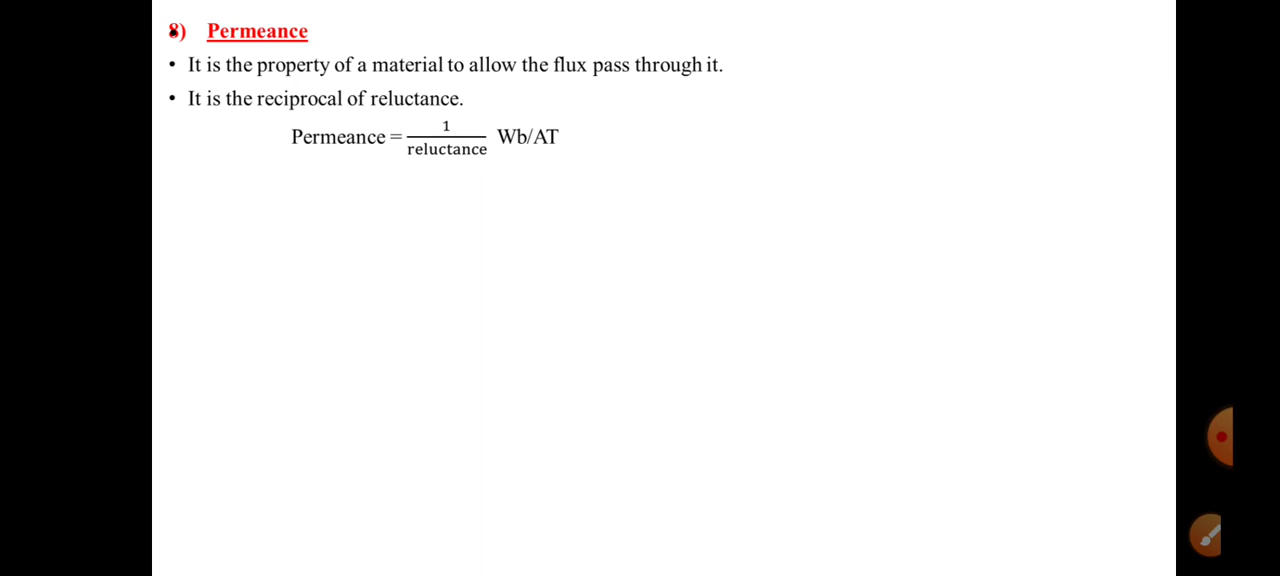 8) Permeance
• It is the property of a material to allow the flux pass through it.
• It is the reciprocal of reluctance.
Permeance = 1/reluctance Wb/AT